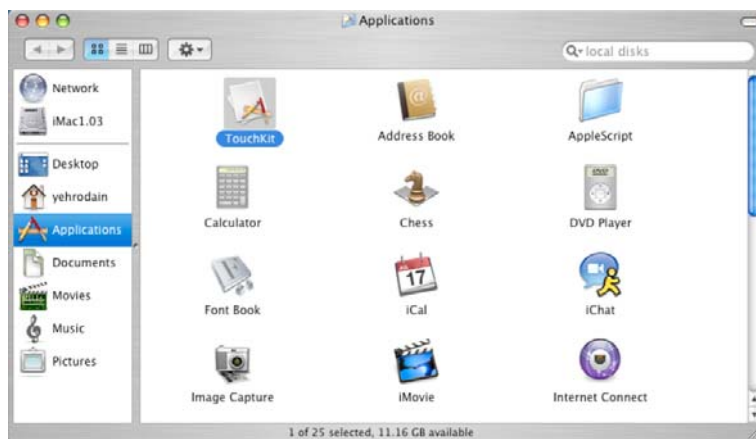 Applications
local disks
Network
iMac1.03
Desktop
yehrodain
Applications
Documents
Movies
Music
Pictures
TouchKit
Address Book
AppleScript
Calculator
Chess
DVD Player
Font Book
17
iCal
iChat
Image Capture
iMovie
Internet Connect
1 of 25 selected, 11.16 GB available